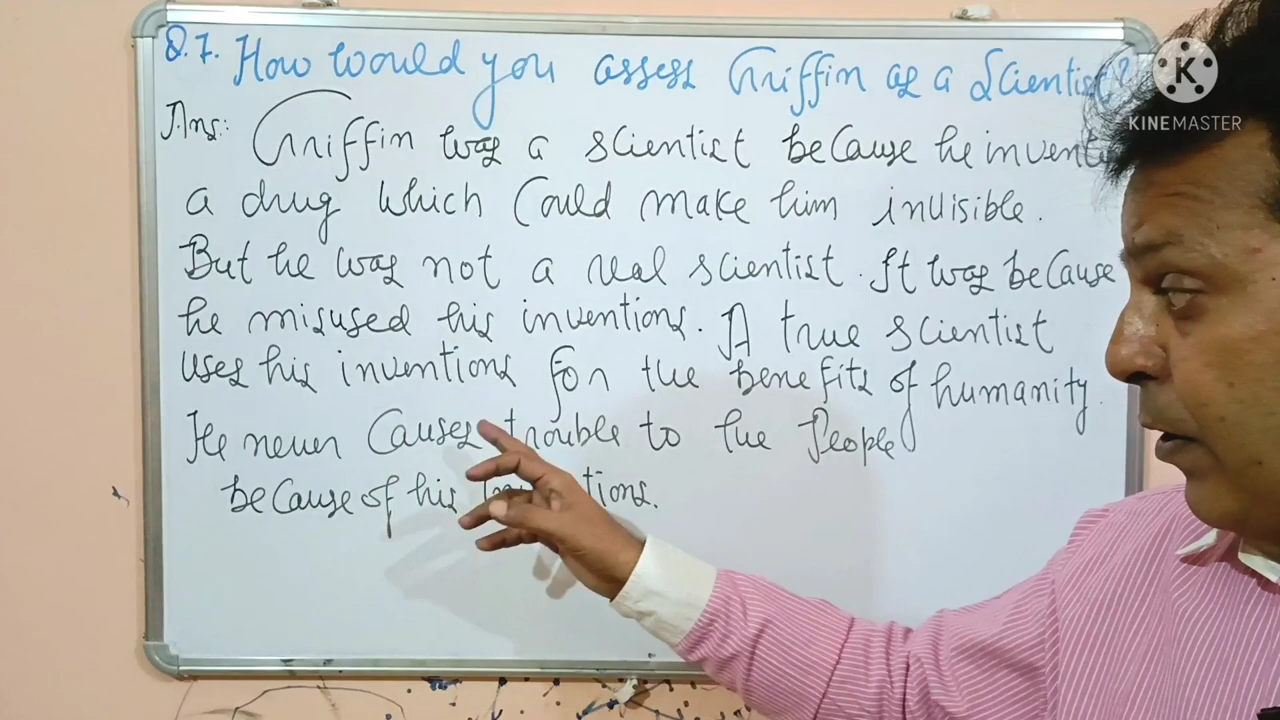 Q.7. How would you assess Griffin as a Scientist?
Ans: Griffin was a scientist because he invent
a drug which could make him invisible.
But he was not a real scientist. It was because
he misused his inventions. A true scientist
uses his inventions for the benefits of humanity.
He never causes trouble to the People
because of his
KINEMASTER